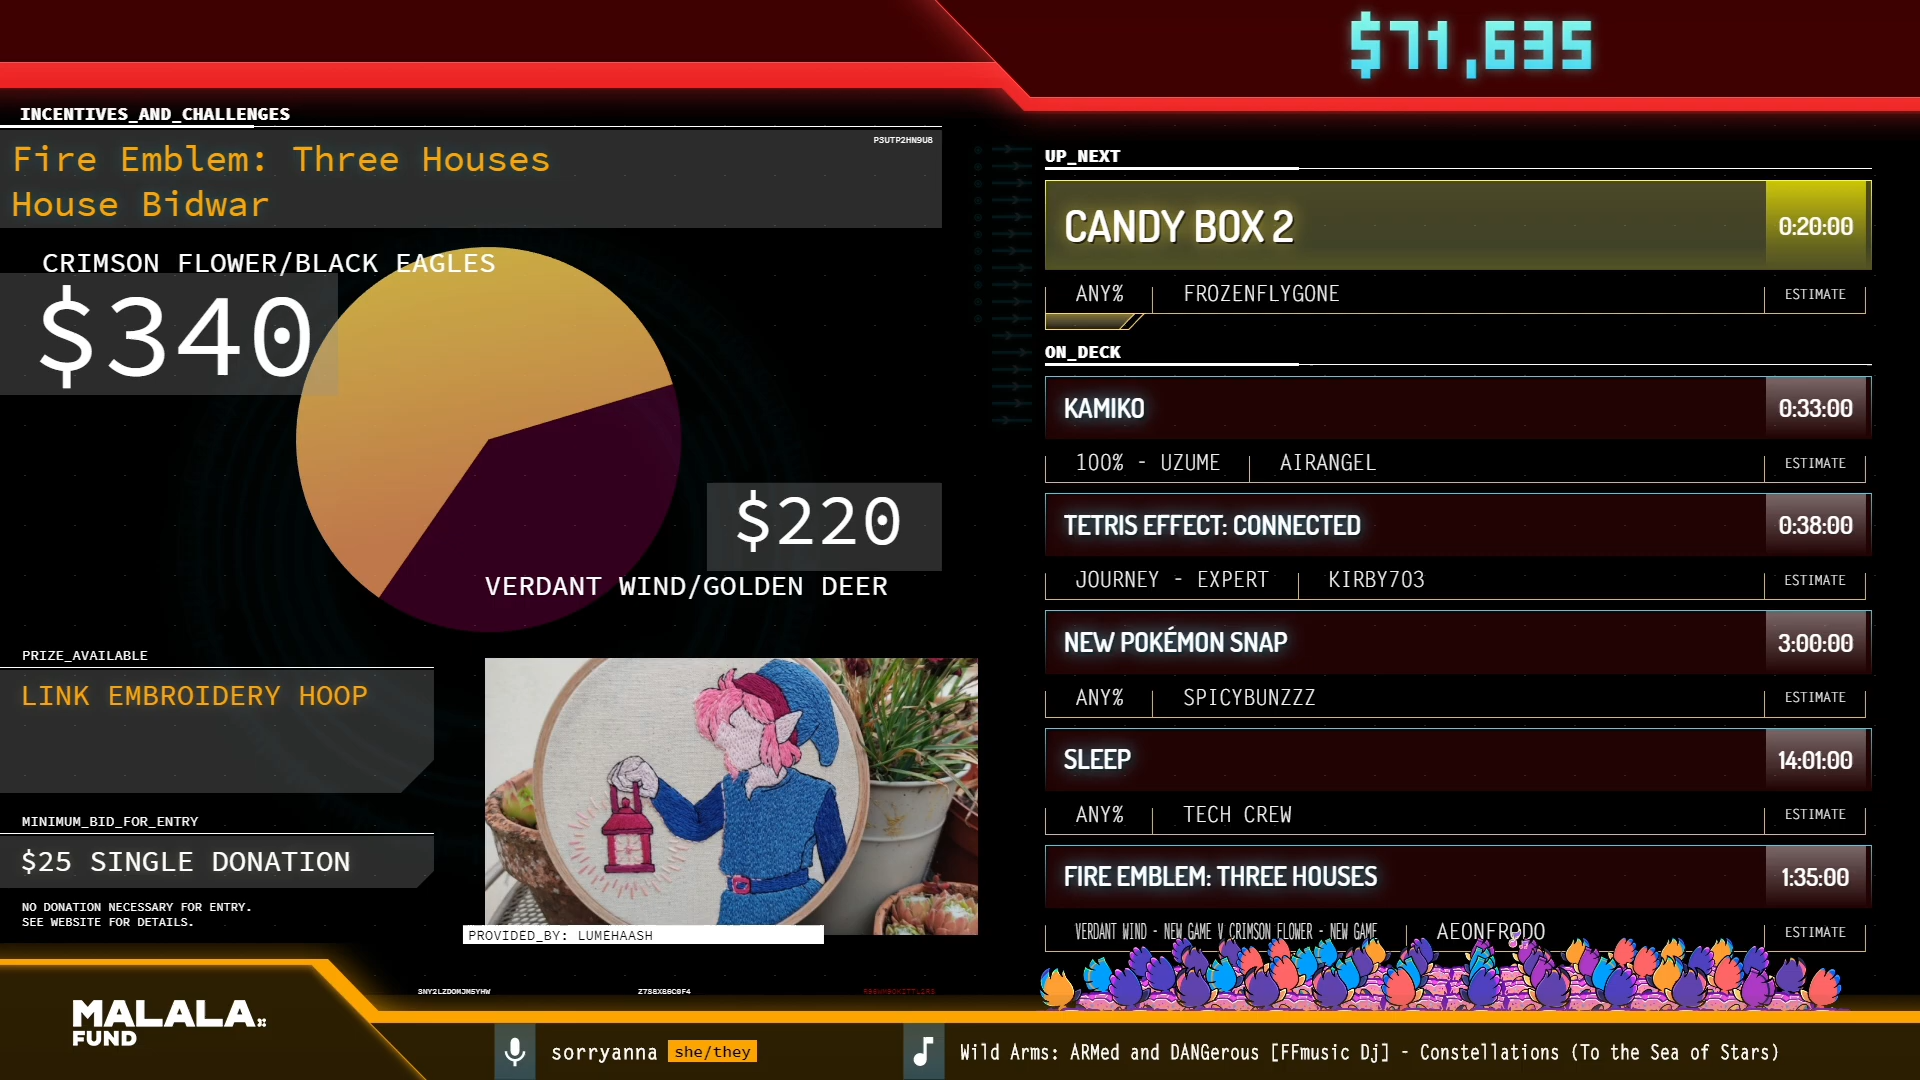 $71,635
INCENTIVES_AND_CHALLENGES
P3UTP2HN9U8
Fire Emblem: Three Houses
House Bidwar
CRIMSON FLOWER/BLACK EAGLES
$340
$220
VERDANT WIND/GOLDEN DEER
PRIZE_AVAILABLE
LINK EMBROIDERY HOOP
MINIMUM_BID_FOR_ENTRY
$25 SINGLE DONATION
NO DONATION NECESSARY FOR ENTRY.
SEE WEBSITE FOR DETAILS.
PROVIDED_BY: LUMEHAASH
UP_NEXT
CANDY BOX 2 0:20:00
ANY% FROZENFLYGONE ESTIMATE
ON_DECK
KAMIKO 0:33:00
100% - UZUME AIRANGEL ESTIMATE
TETRIS EFFECT: CONNECTED 0:38:00
JOURNEY - EXPERT KIRBY703 ESTIMATE
NEW POKÉMON SNAP 3:00:00
ANY% SPICYBUNZZZ ESTIMATE
SLEEP 14:01:00
ANY% TECH CREW ESTIMATE
FIRE EMBLEM: THREE HOUSES 1:35:00
VERDANT WIND - NEW GAME V CRIMSON FLOWER - NEW GAME AEONFRODO ESTIMATE
MALALA
FUND
sorryanna she/they
Wild Arms: ARMed and DANGerous [FFmusic Dj] - Constellations (To the Sea of Stars)